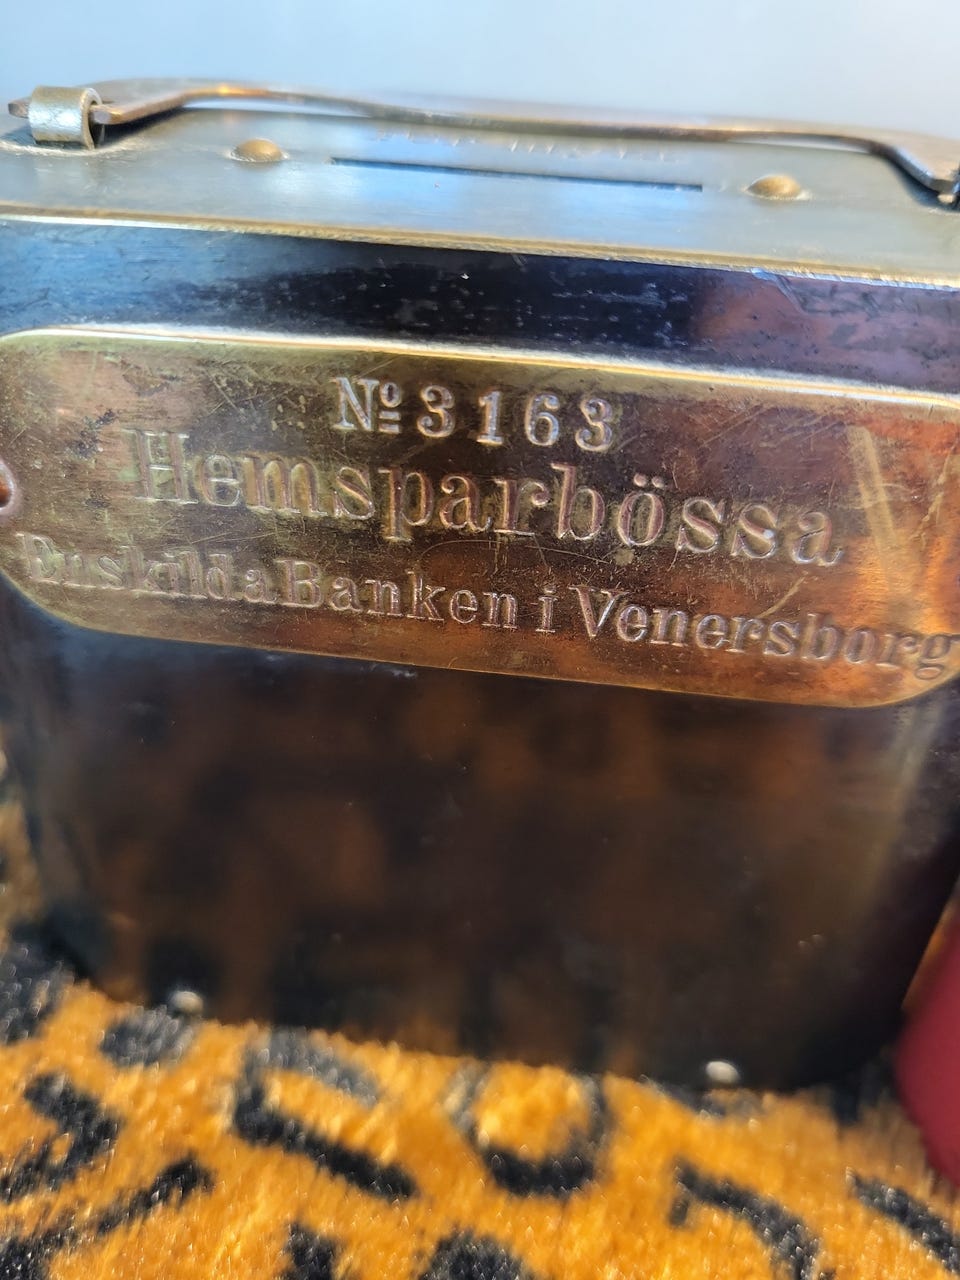 Nº 3163
Hemsparbössa
Enskilda Banken i Venersborg